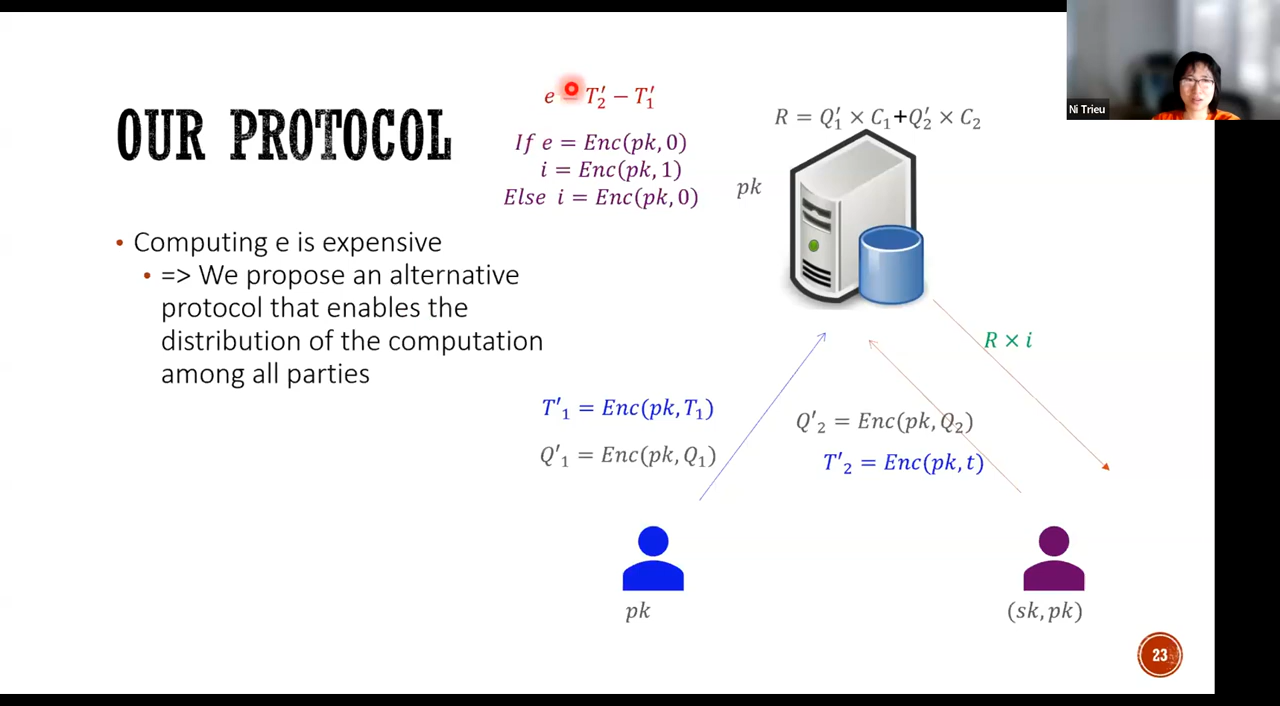 OUR PROTOCOL
• Computing e is expensive
• => We propose an alternative
protocol that enables the
distribution of the computation
among all parties
e = T′₂ − T′₁
If e = Enc(pk, 0)
i = Enc(pk, 1)
Else i = Enc(pk, 0)
R = Q′₁ × C₁+Q′₂ × C₂
pk
R × i
T′₁ = Enc(pk, T₁)
Q′₁ = Enc(pk, Q₁)
Q′₂ = Enc(pk, Q₂)
T′₂ = Enc(pk, t)
pk
(sk, pk)
23
Ni Trieu